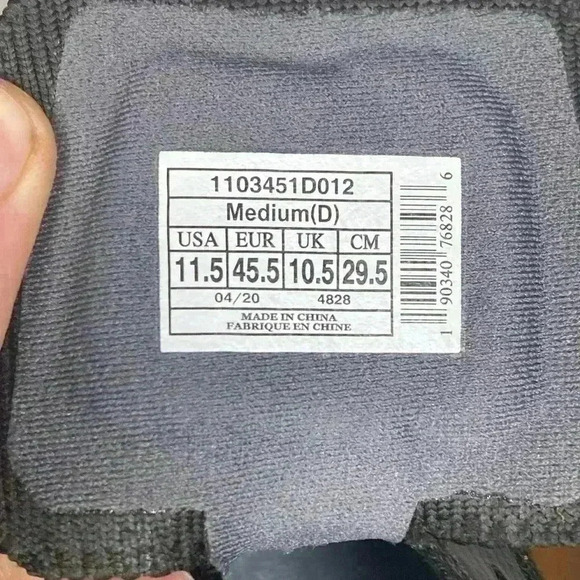 1103451D012
Medium(D)
USA EUR UK CM
11.5 45.5 10.5 29.5
04/20 4828
MADE IN CHINA
FABRIQUE EN CHINE
1 90340 76828 6